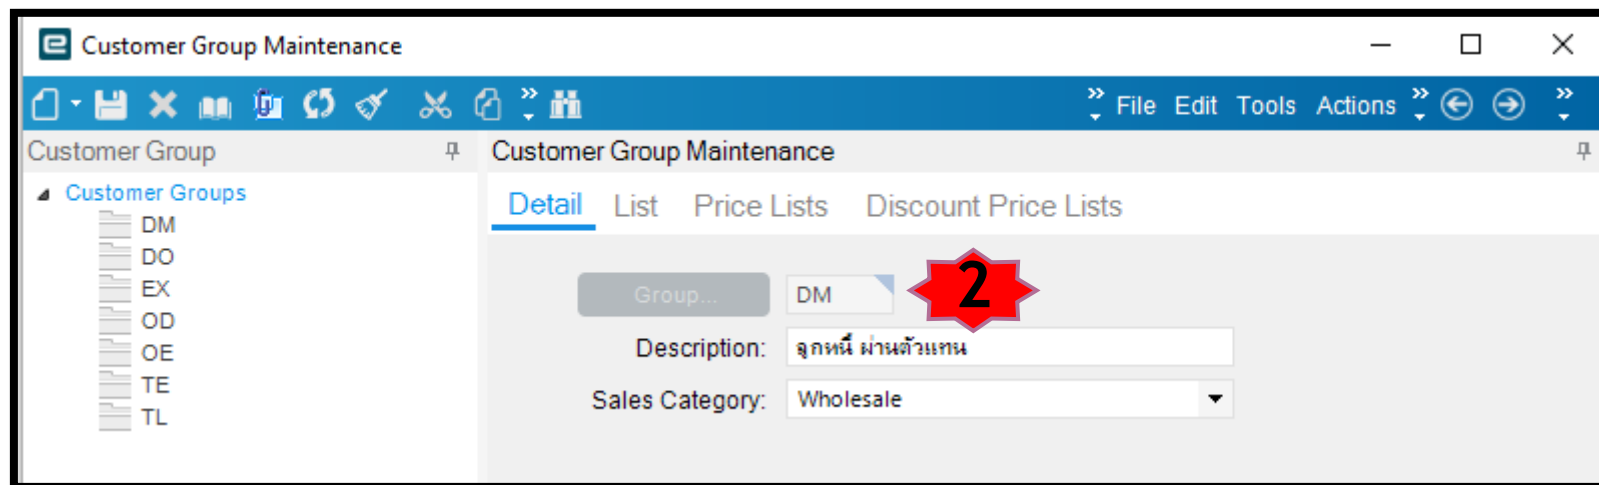 Customer Group Maintenance
File Edit Tools Actions
Customer Group
Customer Group Maintenance
Customer Groups
DM
DO
EX
OD
OE
TE
TL
Detail List Price Lists Discount Price Lists
Group... DM
2
Description: ลูกหนี้ ผ่านตัวแทน
Sales Category: Wholesale